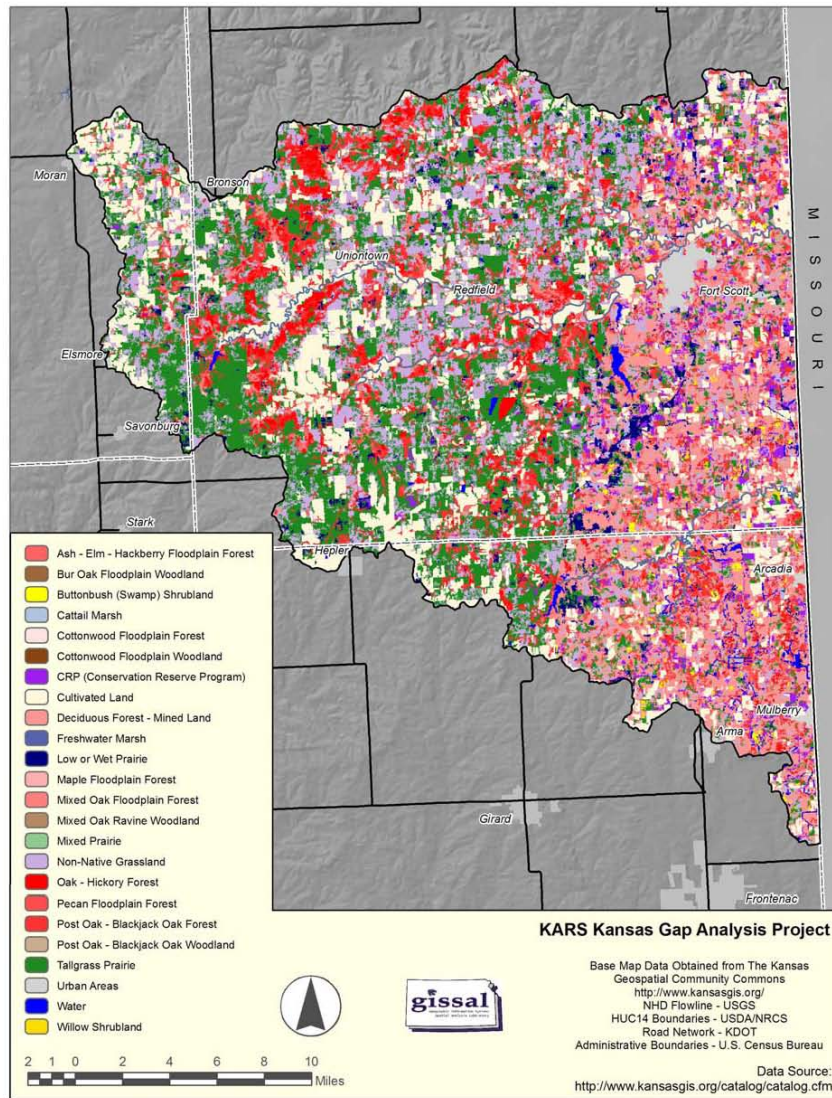 MISSOURI
Moran
Bronson
Uniontown
Redfield
Fort Scott
Elsmore
Savonburg
Stark
Hepler
Arcadia
Mulberry
Arma
Girard
Frontenac
Ash - Elm - Hackberry Floodplain Forest
Bur Oak Floodplain Woodland
Buttonbush (Swamp) Shrubland
Cattail Marsh
Cottonwood Floodplain Forest
Cottonwood Floodplain Woodland
CRP (Conservation Reserve Program)
Cultivated Land
Deciduous Forest - Mined Land
Freshwater Marsh
Low or Wet Prairie
Maple Floodplain Forest
Mixed Oak Floodplain Forest
Mixed Oak Ravine Woodland
Mixed Prairie
Non-Native Grassland
Oak - Hickory Forest
Pecan Floodplain Forest
Post Oak - Blackjack Oak Forest
Post Oak - Blackjack Oak Woodland
Tallgrass Prairie
Urban Areas
Water
Willow Shrubland
2 1 0 2 4 6 8 10
Miles
gissal
KARS Kansas Gap Analysis Project
Base Map Data Obtained from The Kansas
Geospatial Community Commons
http://www.kansasgis.org/
NHD Flowline - USGS
HUC14 Boundaries - USDA/NRCS
Road Network - KDOT
Administrative Boundaries - U.S. Census Bureau
Data Source:
http://www.kansasgis.org/catalog/catalog.cfm